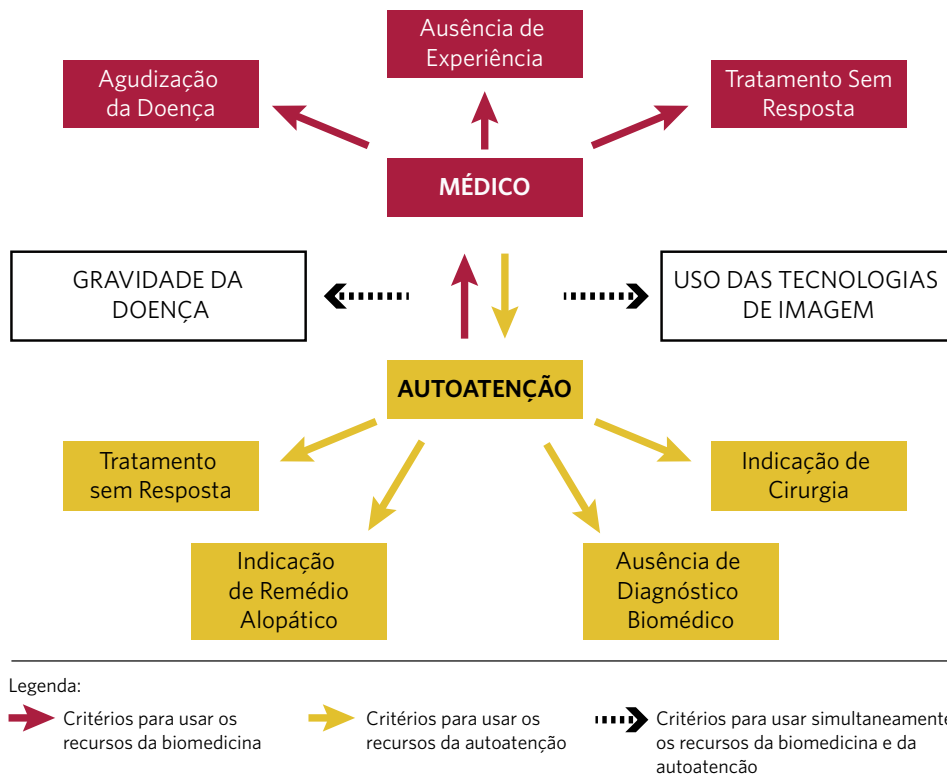 Ausência de
Experiência
Agudização
da Doença
Tratamento Sem
Resposta
MÉDICO
GRAVIDADE DA
DOENÇA
USO DAS TECNOLOGIAS
DE IMAGEM
AUTOATENÇÃO
Tratamento
sem Resposta
Indicação de
Cirurgia
Indicação
de Remédio
Alopático
Ausência de
Diagnóstico
Biomédico
Legenda:
Critérios para usar os
recursos da biomedicina
Critérios para usar os
recursos da autoatenção
Critérios para usar simultaneamente
os recursos da biomedicina e da
autoatencão